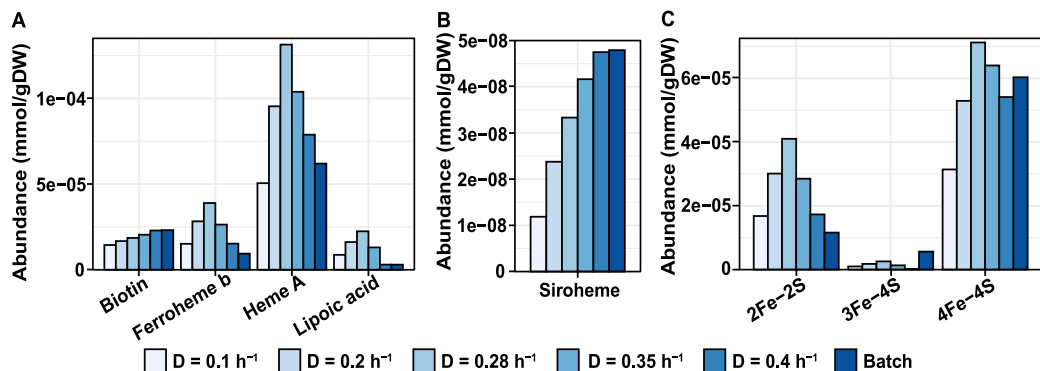 A
Abundance (mmol/gDW)
1e−04
5e−05
0
Biotin
Ferroheme b
Heme A
Lipoic acid
B
Abundance (mmol/gDW)
5e−08
4e−08
3e−08
2e−08
1e−08
0
Siroheme
C
Abundance (mmol/gDW)
6e−05
4e−05
2e−05
0
2Fe−2S
3Fe−4S
4Fe−4S
D = 0.1 h⁻¹ D = 0.2 h⁻¹ D = 0.28 h⁻¹ D = 0.35 h⁻¹ D = 0.4 h⁻¹ Batch